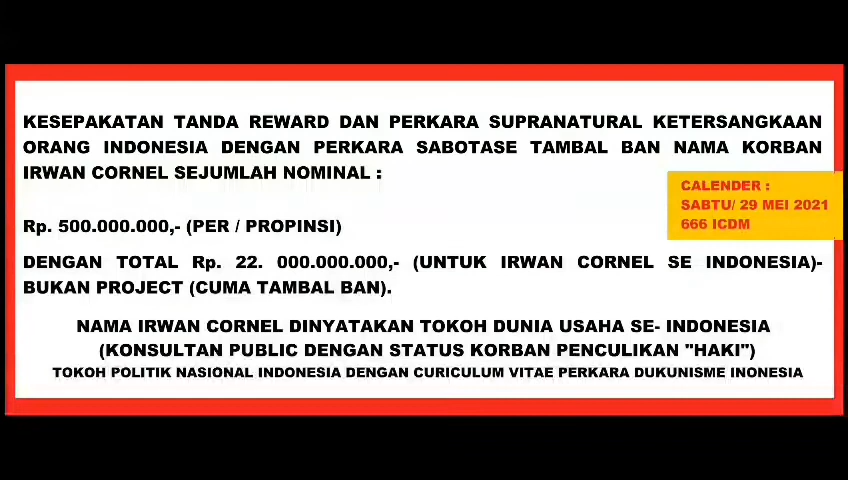 KESEPAKATAN TANDA REWARD DAN PERKARA SUPRANATURAL KETERSANGKAAN
ORANG INDONESIA DENGAN PERKARA SABOTASE TAMBAL BAN NAMA KORBAN
IRWAN CORNEL SEJUMLAH NOMINAL :
CALENDER :
SABTU/ 29 MEI 2021
666 ICDM
Rp. 500.000.000,- (PER / PROPINSI)
DENGAN TOTAL Rp. 22. 000.000.000,- (UNTUK IRWAN CORNEL SE INDONESIA)-
BUKAN PROJECT (CUMA TAMBAL BAN).
NAMA IRWAN CORNEL DINYATAKAN TOKOH DUNIA USAHA SE- INDONESIA
(KONSULTAN PUBLIC DENGAN STATUS KORBAN PENCULIKAN "HAKI")
TOKOH POLITIK NASIONAL INDONESIA DENGAN CURICULUM VITAE PERKARA DUKUNISME INONESIA